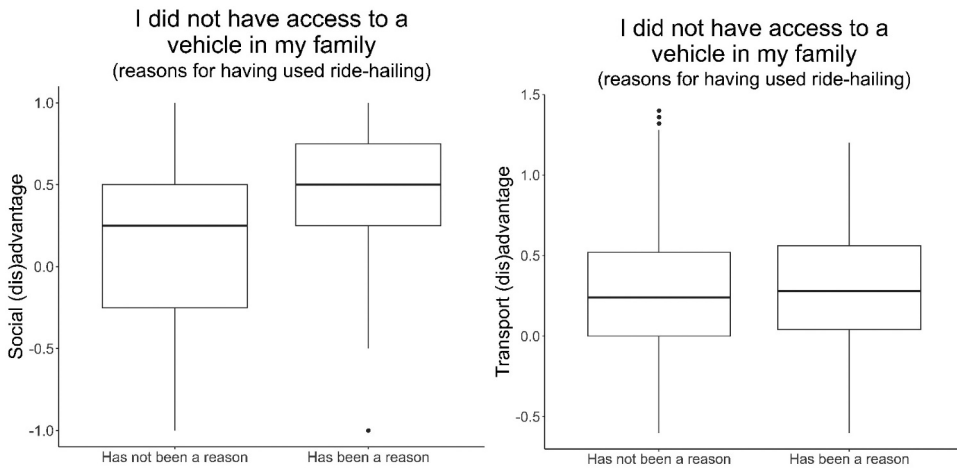 I did not have access to a
vehicle in my family
(reasons for having used ride-hailing)
Social (dis)advantage
1.0
0.5
0.0
-0.5
-1.0
Has not been a reason
Has been a reason
I did not have access to a
vehicle in my family
(reasons for having used ride-hailing)
Transport (dis)advantage
1.5
1.0
0.5
0.0
-0.5
Has not been a reason
Has been a reason